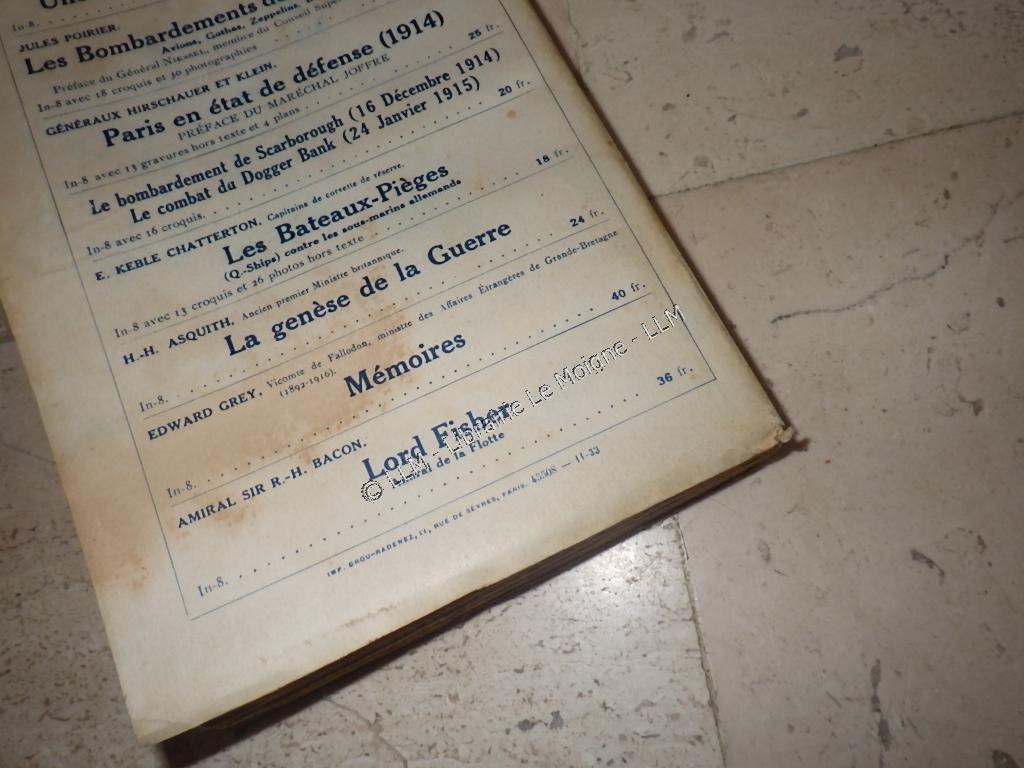 In-8.
JULES POIRIER.
Les Bombardements de
Avions, Gothas, Zeppelins,
Préface du Général NIESSEL, membre du Conseil Supé
In-8 avec 18 croquis et 30 photographies
25 fr.
GÉNÉRAUX HIRSCHAUER ET KLEIN.
Paris en état de défense (1914)
PRÉFACE DU MARÉCHAL JOFFRE
In-8 avec 13 gravures hors texte et 4 plans . . . . . . 20 fr.
Le bombardement de Scarborough (16 Décembre 1914)
Le combat du Dogger Bank (24 Janvier 1915)
In-8 avec 16 croquis. . . . . . 18 fr.
E. KEBLE CHATTERTON. Capitaine de corvette de réserve.
Les Bateaux-Pièges
(Q.-Ships) contre les sous-marins allemands
In-8 avec 13 croquis et 26 photos hors texte . . . . . . 24 fr.
H.-H. ASQUITH. Ancien premier Ministre britannique.
La genèse de la Guerre
In-8. . . . . . 40 fr.
EDWARD GREY. Vicomte de Fallodon, ministre des Affaires Étrangères de Grande-Bretagne
(1892-1916).
Mémoires
In-8. . . . . . 36 fr.
AMIRAL SIR R.-H. BACON.
Lord Fisher
Amiral de la Flotte
In-8. . . . . .
IMP. GROU-RADENEZ, 11, RUE DE SÈVRES, PARIS. 45508 — 11-33
© LLM - Librairie Le Moigne - LLM